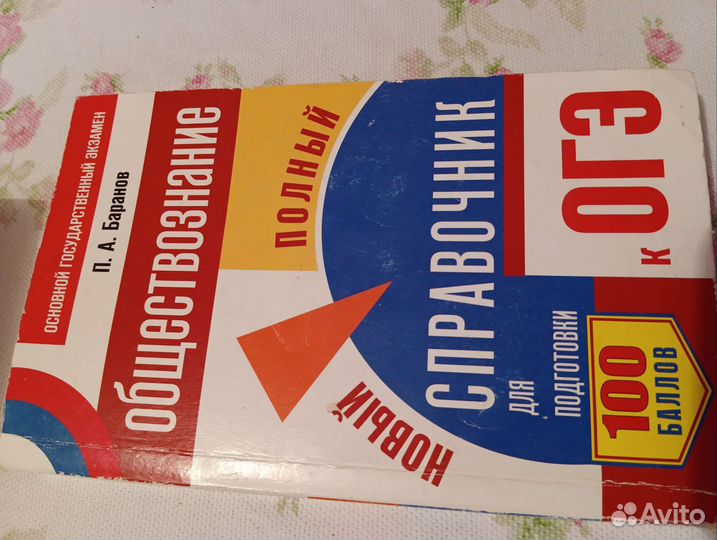 ОСНОВНОЙ ГОСУДАРСТВЕННЫЙ ЭКЗАМЕН
П. А. Баранов
ОБЩЕСТВОЗНАНИЕ
НОВЫЙ
ПОЛНЫЙ
СПРАВОЧНИК
ДЛЯ
ПОДГОТОВКИ
К ОГЭ
100
БАЛЛОВ
Avito